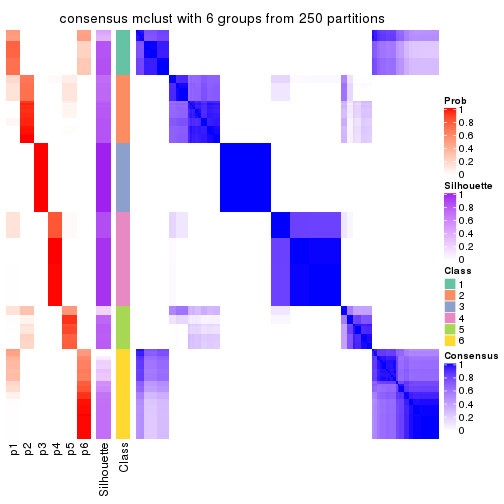 consensus mclust with 6 groups from 250 partitions
Prob
1
0.8
0.6
0.4
0.2
0
Silhouette
1
0.8
0.6
0.4
0.2
0
Class
1
2
3
4
5
6
Consensus
1
0.8
0.6
0.4
0.2
0
p1
p2
p3
p4
p5
p6
Silhouette
Class